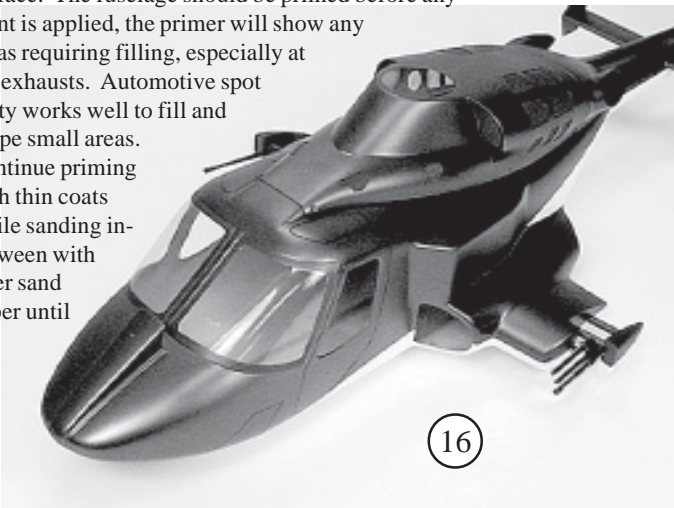 face. The fuselage should be primed before any
nt is applied, the primer will show any
as requiring filling, especially at
exhausts. Automotive spot
ty works well to fill and
pe small areas.
ntinue priming
h thin coats
ile sanding in-
ween with
er sand
per until
16